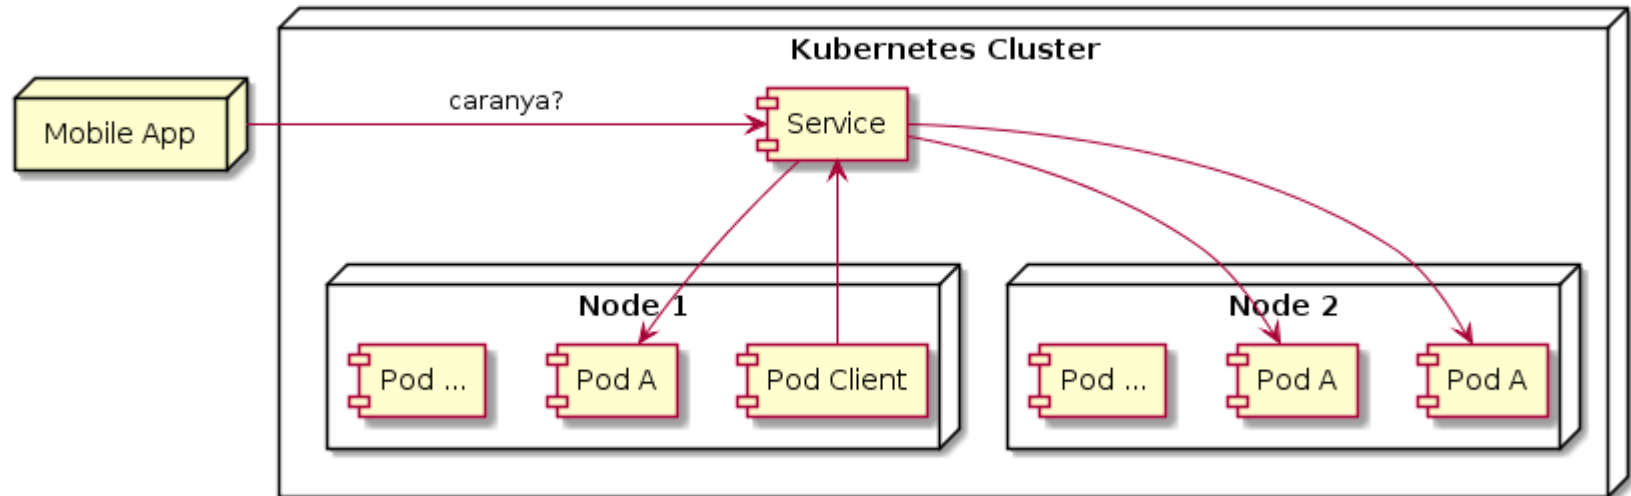 Kubernetes Cluster
Mobile App
caranya?
Service
Node 1
Pod ...
Pod A
Pod Client
Node 2
Pod ...
Pod A
Pod A